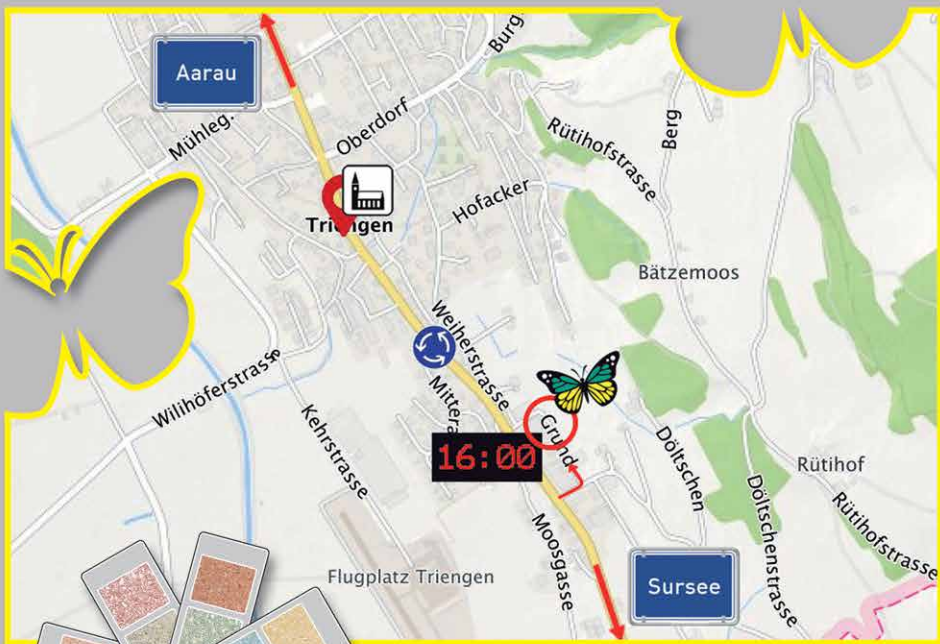 Aarau
Burg
Mühleg.
Oberdorf
Rütihofstrasse
Berg
Triengen
Hofacker
Bätzemoos
Weiherstrasse
Wilihöferstrasse
Mittera
Grund
16:00
Kehrstrasse
Döltschen
Rütihof
Döltschenstrasse
Rütihofstrasse
Moosgasse
Flugplatz Triengen
Sursee